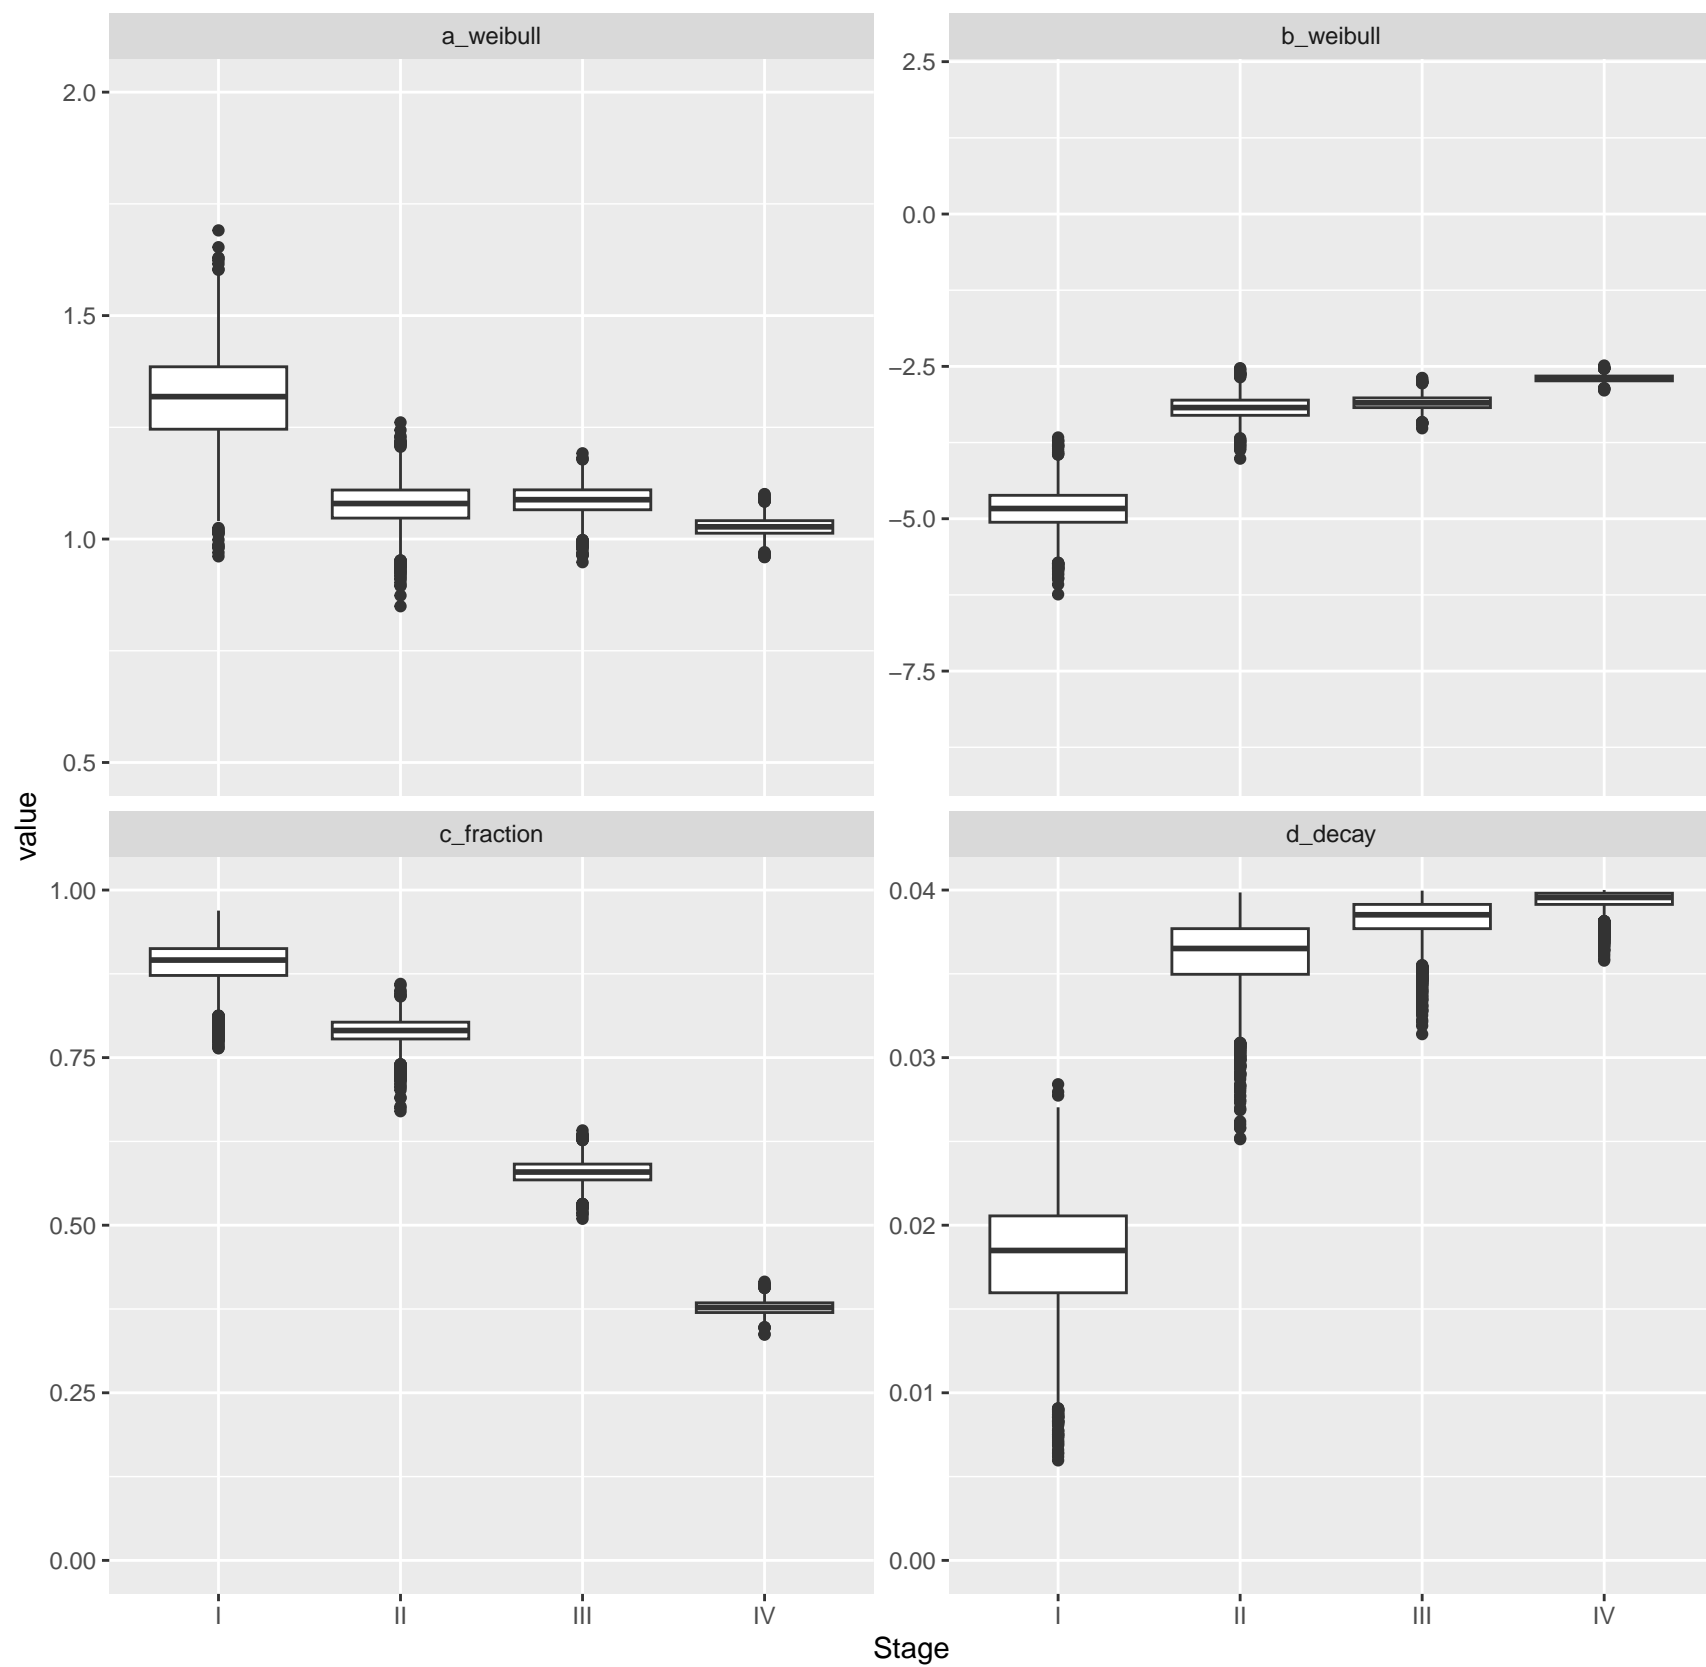 a_weibull
b_weibull
2.0
1.5
1.0
0.5
2.5
0.0
−2.5
−5.0
−7.5
value
c_fraction
d_decay
1.00
0.75
0.50
0.25
0.00
0.04
0.03
0.02
0.01
0.00
I II III IV
I II III IV
Stage